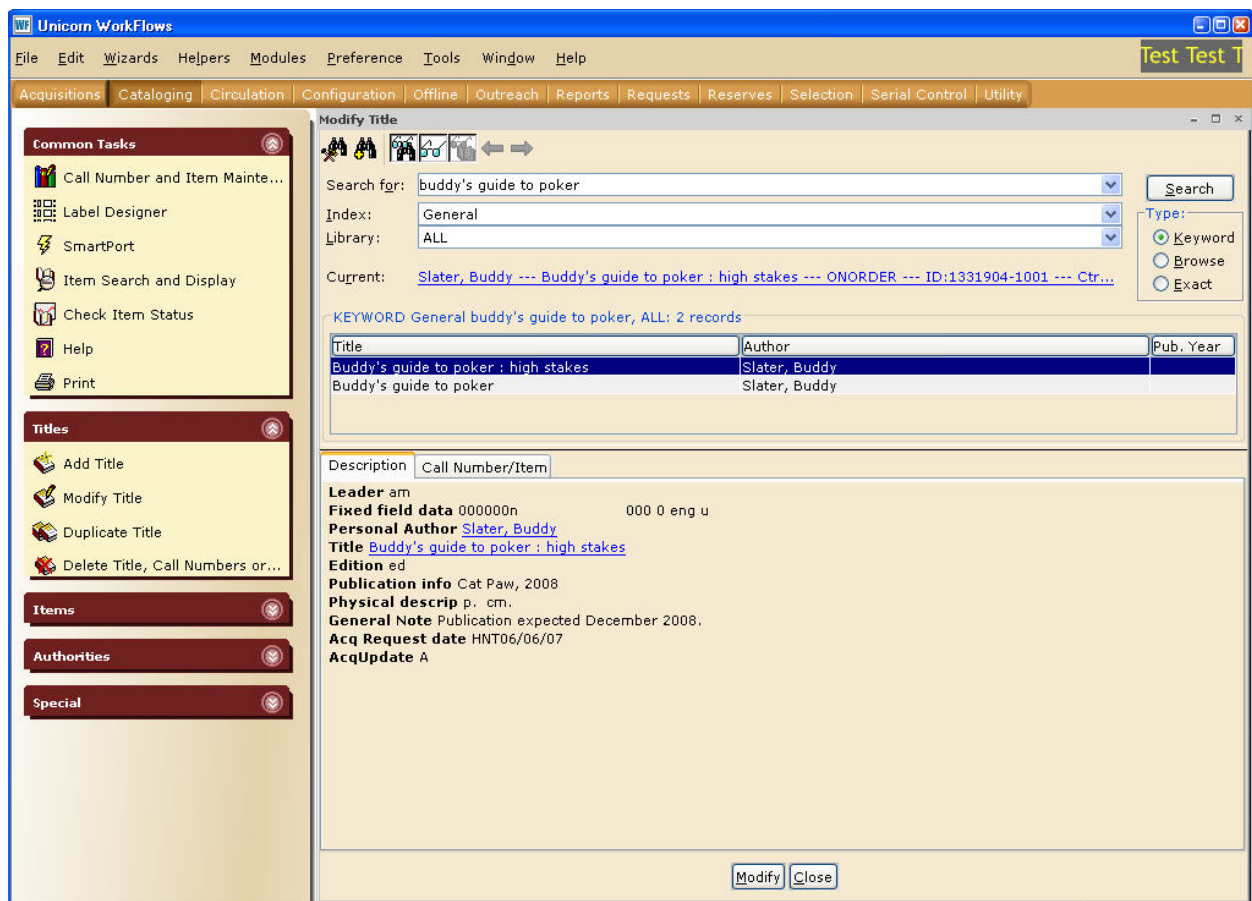 WF Unicorn WorkFlows
File Edit Wizards Helpers Modules Preference Tools Window Help
Test Test T
Acquisitions Cataloging Circulation Configuration Offline Outreach Reports Requests Reserves Selection Serial Control Utility
Common Tasks
Call Number and Item Mainte...
Label Designer
SmartPort
Item Search and Display
Check Item Status
Help
Print
Titles
Add Title
Modify Title
Duplicate Title
Delete Title, Call Numbers or...
Items
Authorities
Special
Modify Title
Search for: buddy's guide to poker
Search
Index: General
Library: ALL
Type:
Keyword
Browse
Exact
Current: Slater, Buddy --- Buddy's guide to poker : high stakes --- ONORDER --- ID:1331904-1001 --- Ctr...
KEYWORD General buddy's guide to poker, ALL: 2 records
Title Author Pub. Year
Buddy's guide to poker : high stakes Slater, Buddy
Buddy's guide to poker Slater, Buddy
Description Call Number/Item
Leader am
Fixed field data 000000n 000 0 eng u
Personal Author Slater, Buddy
Title Buddy's guide to poker : high stakes
Edition ed
Publication info Cat Paw, 2008
Physical descrip p. cm.
General Note Publication expected December 2008.
Acq Request date HNT06/06/07
AcqUpdate A
Modify Close